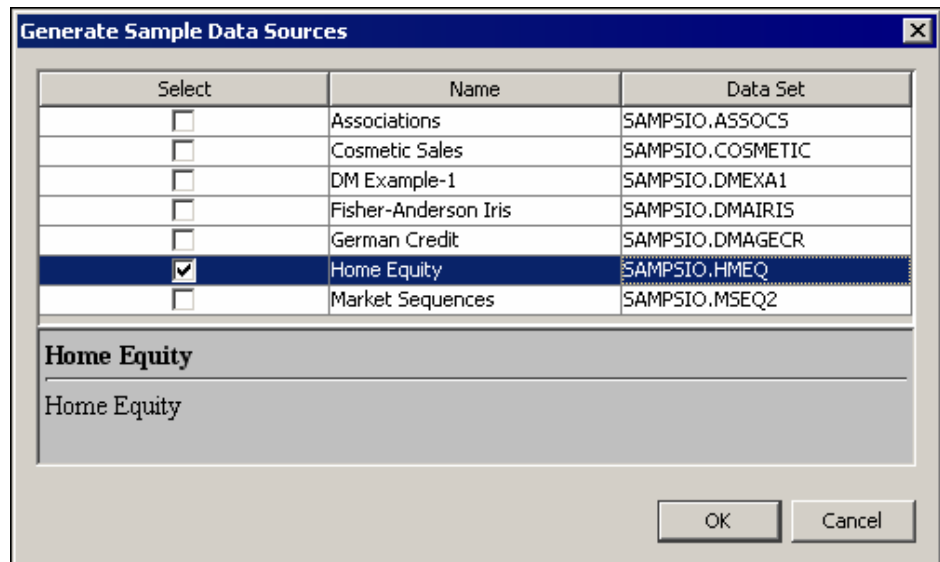 Generate Sample Data Sources
Select Name Data Set
Associations SAMPSIO.ASSOCS
Cosmetic Sales SAMPSIO.COSMETIC
DM Example-1 SAMPSIO.DMEXA1
Fisher-Anderson Iris SAMPSIO.DMAIRIS
German Credit SAMPSIO.DMAGECR
Home Equity SAMPSIO.HMEQ
Market Sequences SAMPSIO.MSEQ2
Home Equity
Home Equity
OK Cancel